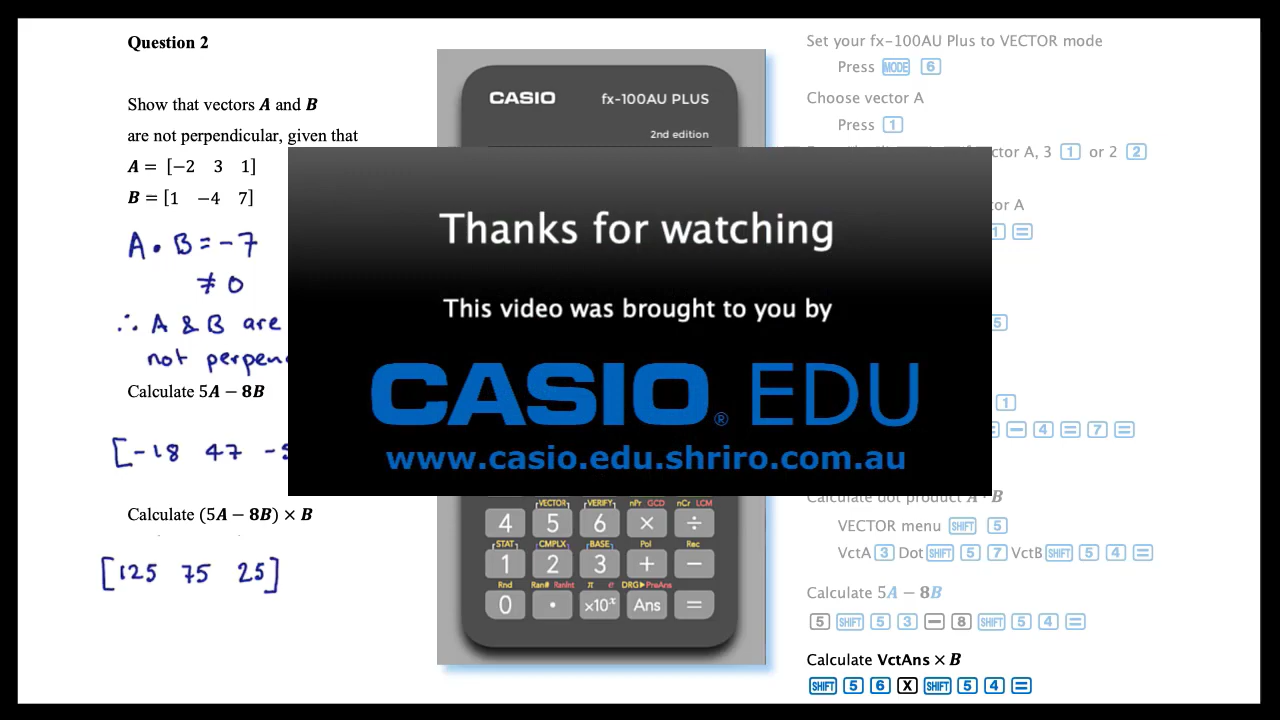 Question 2
Show that vectors A and B
are not perpendicular, given that
A = [−2 3 1]
B = [1 −4 7]
A • B = −7
≠ 0
∴ A & B are
not perpen
Calculate 5A − 8B
[-18 47 -5
Calculate (5A − 8B) × B
[125 75 25]
CASIO fx-100AU PLUS
2nd edition
Thanks for watching
This video was brought to you by
CASIO® EDU
www.casio.edu.shriro.com.au
VECTOR VERIFY nPr GCD nCr LCM
4 5 6 × ÷
STAT CMPLX BASE Pol Rec
1 2 3 + −
Rnd Ran# RanInt π e DRG▶ PreAns
0 • ×10ˣ Ans =
Set your fx-100AU Plus to VECTOR mode
Press MODE 6
Choose vector A
Press 1
ctor A, 3 1 or 2 2
tor A
1 =
5
1
= − 4 = 7 =
Calculate dot product A · B
VECTOR menu SHIFT 5
VctA 3 Dot SHIFT 5 7 VctB SHIFT 5 4 =
Calculate 5A − 8B
5 SHIFT 5 3 − 8 SHIFT 5 4 =
Calculate VctAns × B
SHIFT 5 6 X SHIFT 5 4 =